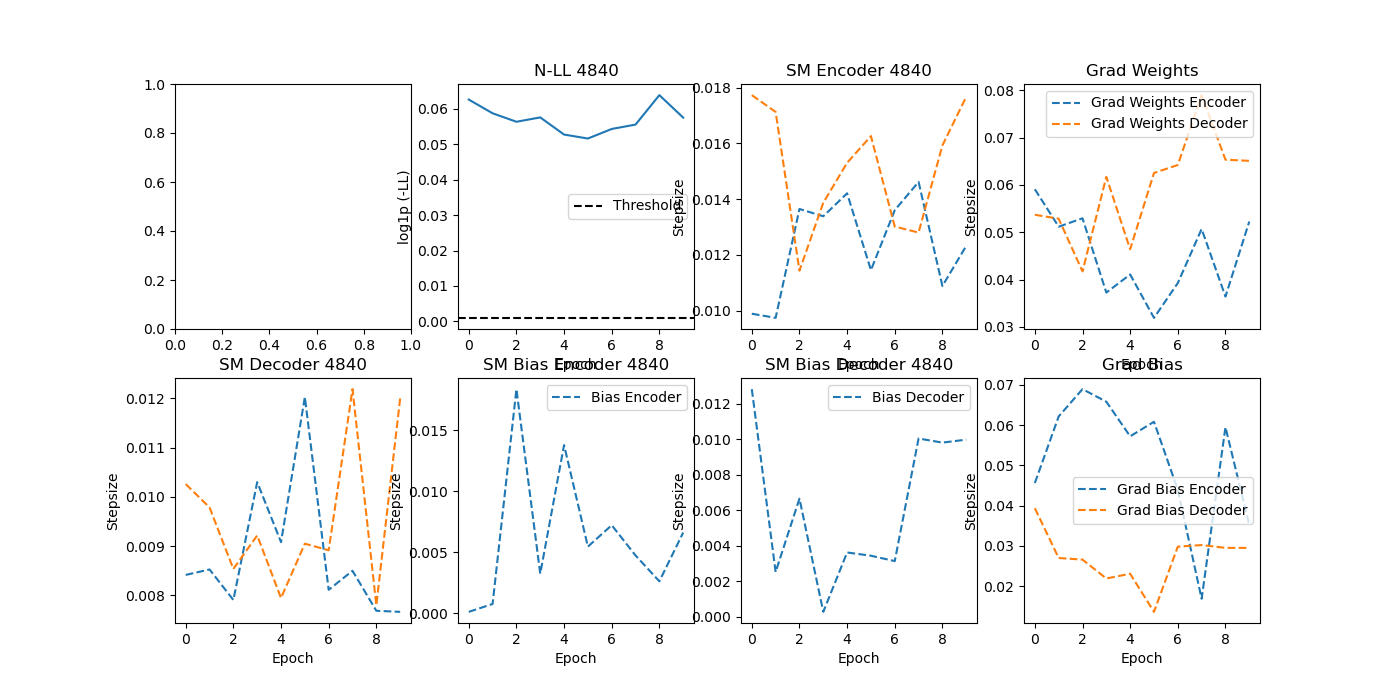 N-LL 4840
SM Encoder 4840
Grad Weights
1.0
0.8
0.6
0.4
0.2
0.0
0.0 0.2 0.4 0.6 0.8 1.0
log1p (-LL)
0.06
0.05
0.04
0.03
0.02
0.01
0.00
Threshold
0 2 4 6 8
Epoch
Stepsize
0.018
0.016
0.014
0.012
0.010
0 2 4 6 8
Epoch
Stepsize
0.08
0.07
0.06
0.05
0.04
0.03
Grad Weights Encoder
Grad Weights Decoder
0 2 4 6 8
Epoch
SM Decoder 4840
SM Bias Encoder 4840
SM Bias Decoder 4840
Grad Bias
Stepsize
0.012
0.011
0.010
0.009
0.008
0 2 4 6 8
Epoch
Stepsize
0.015
0.010
0.005
0.000
Bias Encoder
0 2 4 6 8
Epoch
Stepsize
0.012
0.010
0.008
0.006
0.004
0.002
0.000
Bias Decoder
0 2 4 6 8
Epoch
Stepsize
0.07
0.06
0.05
0.04
0.03
0.02
Grad Bias Encoder
Grad Bias Decoder
0 2 4 6 8
Epoch